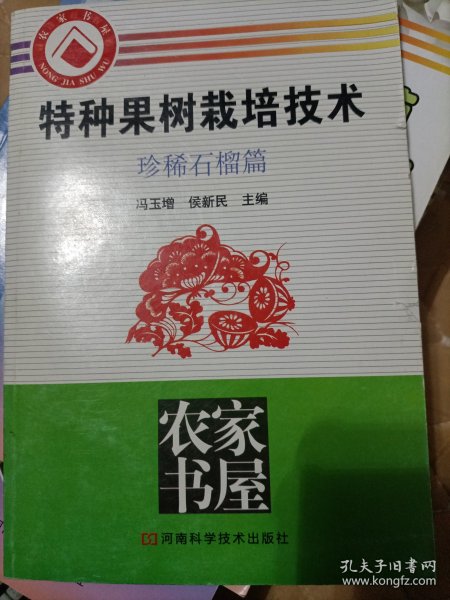 农家书屋
NONG JIA SHU WU
特种果树栽培技术
珍稀石榴篇
冯玉增 侯新民 主编
农家
书屋
河南科学技术出版社
孔夫子旧书网
www.kongfz.com